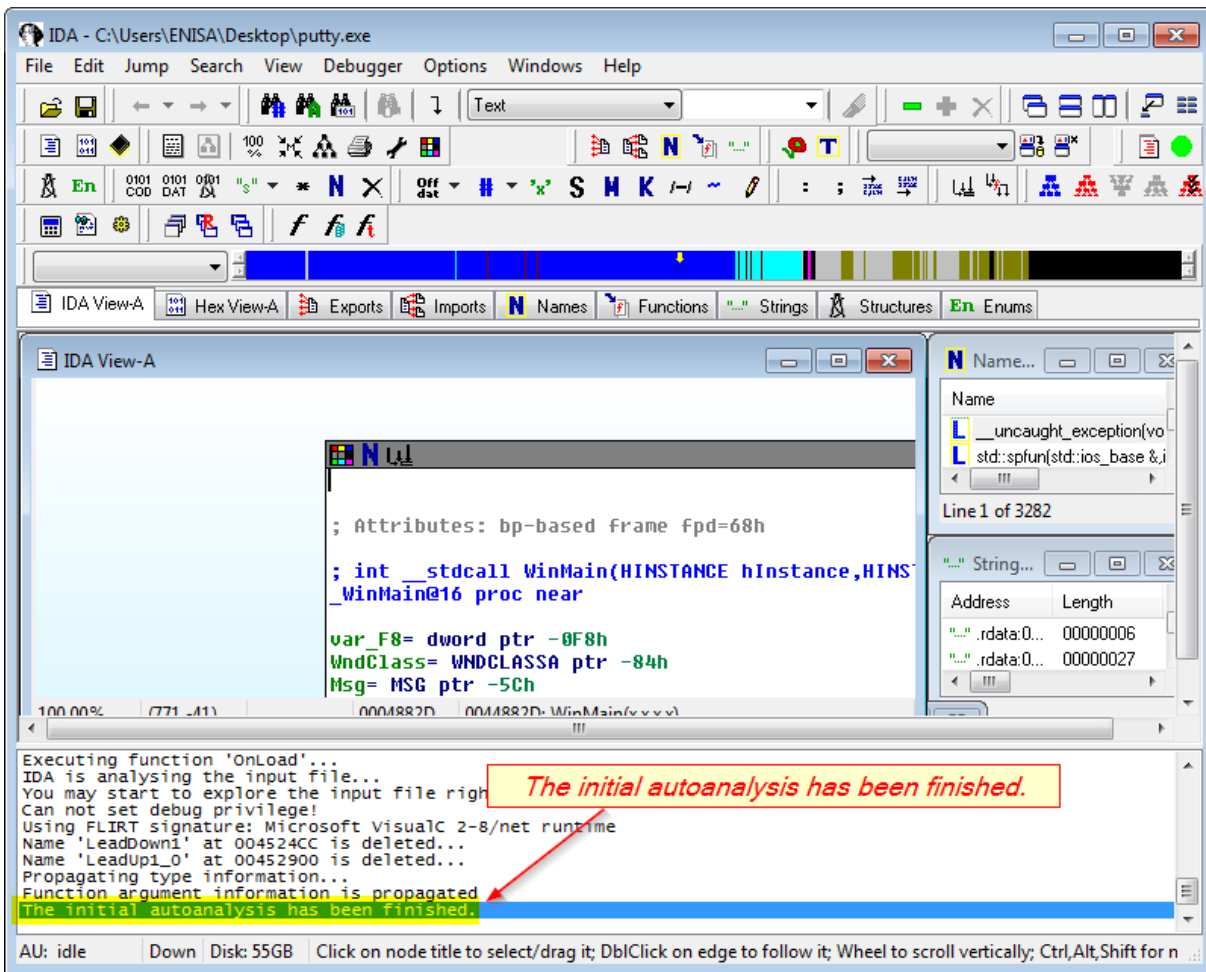 IDA - C:\Users\ENISA\Desktop\putty.exe
File Edit Jump Search View Debugger Options Windows Help
Text
IDA View-A Hex View-A Exports Imports Names Functions Strings Structures Enums
IDA View-A
; Attributes: bp-based frame fpd=68h
; int __stdcall WinMain(HINSTANCE hInstance,HINST
_WinMain@16 proc near
var_F8= dword ptr -0F8h
WndClass= WNDCLASSA ptr -84h
Msg= MSG ptr -5Ch
100.00% (771,-41) 0004882D 0044882D: WinMain(x,x,x,x)
Name...
Name
__uncaught_exception(vo
std::spfun(std::ios_base &,i
Line 1 of 3282
String...
Address Length
.rdata:0... 00000006
.rdata:0... 00000027
Executing function 'OnLoad'...
IDA is analysing the input file...
You may start to explore the input file righ
Can not set debug privilege!
Using FLIRT signature: Microsoft VisualC 2-8/net runtime
Name 'LeadDown1' at 004524CC is deleted...
Name 'LeadUp1_0' at 00452900 is deleted...
Propagating type information...
Function argument information is propagated
The initial autoanalysis has been finished.
The initial autoanalysis has been finished.
AU: idle Down Disk: 55GB Click on node title to select/drag it; DblClick on edge to follow it; Wheel to scroll vertically; Ctrl,Alt,Shift for n